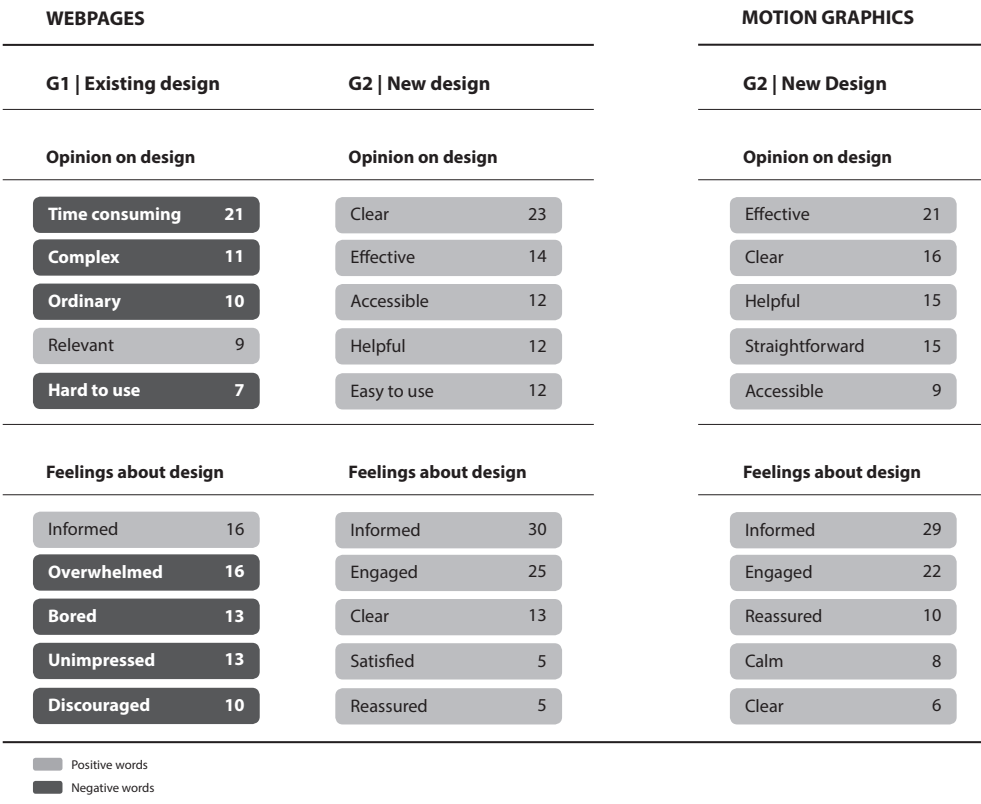 WEBPAGES MOTION GRAPHICS
G1 | Existing design G2 | New design G2 | New Design
Opinion on design Opinion on design Opinion on design
Time consuming 21 Clear 23 Effective 21
Complex 11 Effective 14 Clear 16
Ordinary 10 Accessible 12 Helpful 15
Relevant 9 Helpful 12 Straightforward 15
Hard to use 7 Easy to use 12 Accessible 9
Feelings about design Feelings about design Feelings about design
Informed 16 Informed 30 Informed 29
Overwhelmed 16 Engaged 25 Engaged 22
Bored 13 Clear 13 Reassured 10
Unimpressed 13 Satisfied 5 Calm 8
Discouraged 10 Reassured 5 Clear 6
Positive words
Negative words